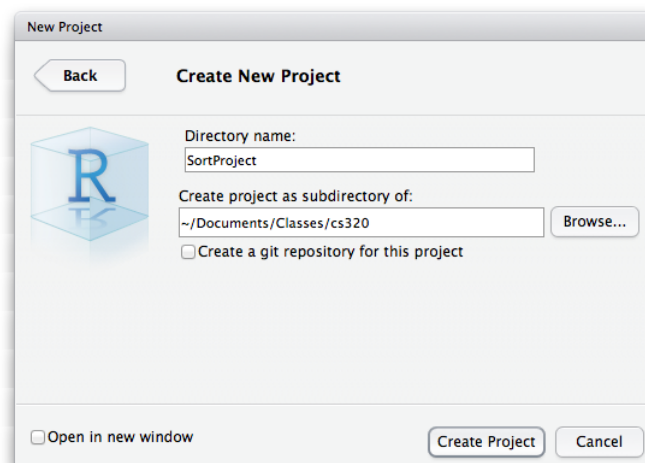 New Project
Back
Create New Project
R
Directory name:
SortProject
Create project as subdirectory of:
~/Documents/Classes/cs320
Browse...
Create a git repository for this project
Open in new window
Create Project
Cancel